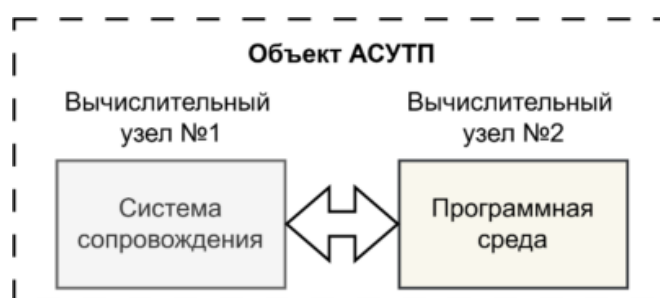 Объект АСУТП
Вычислительный
узел №1
Вычислительный
узел №2
Система
сопровождения
Программная
среда